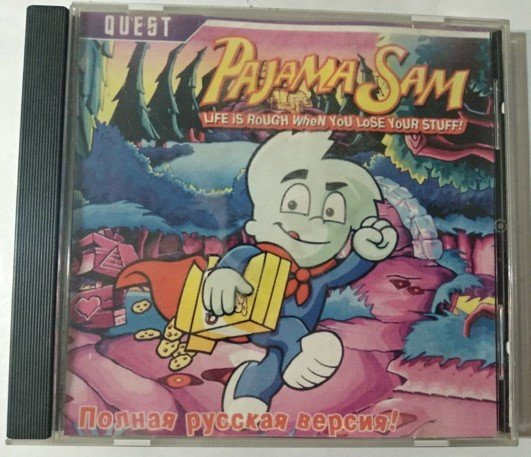 QUEST
PAJAMA SAM
LiFE iS ROUGH WHeN YOU LoSE YoUR STUFF!
Полная русская версия!